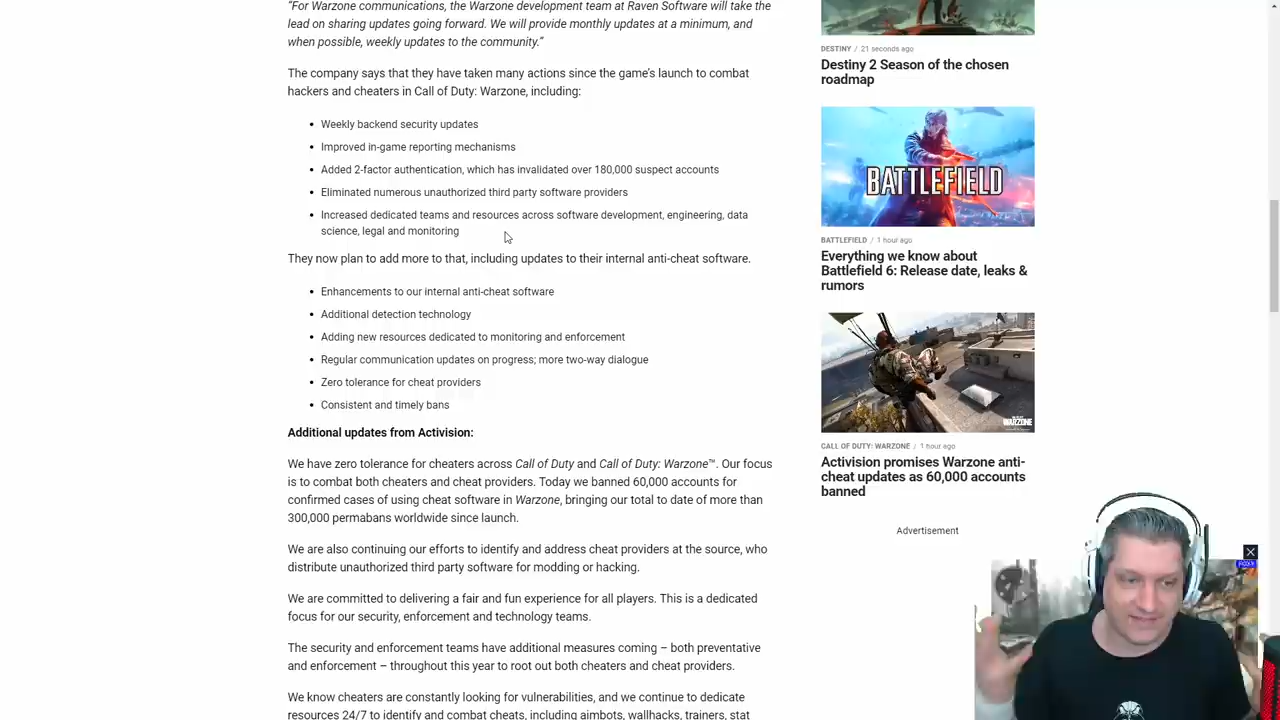 “For Warzone communications, the Warzone development team at Raven Software will take the
lead on sharing updates going forward. We will provide monthly updates at a minimum, and
when possible, weekly updates to the community.”
The company says that they have taken many actions since the game’s launch to combat
hackers and cheaters in Call of Duty: Warzone, including:
• Weekly backend security updates
• Improved in-game reporting mechanisms
• Added 2-factor authentication, which has invalidated over 180,000 suspect accounts
• Eliminated numerous unauthorized third party software providers
• Increased dedicated teams and resources across software development, engineering, data
science, legal and monitoring
They now plan to add more to that, including updates to their internal anti-cheat software.
• Enhancements to our internal anti-cheat software
• Additional detection technology
• Adding new resources dedicated to monitoring and enforcement
• Regular communication updates on progress; more two-way dialogue
• Zero tolerance for cheat providers
• Consistent and timely bans
Additional updates from Activision:
We have zero tolerance for cheaters across Call of Duty and Call of Duty: Warzone™. Our focus
is to combat both cheaters and cheat providers. Today we banned 60,000 accounts for
confirmed cases of using cheat software in Warzone, bringing our total to date of more than
300,000 permabans worldwide since launch.
We are also continuing our efforts to identify and address cheat providers at the source, who
distribute unauthorized third party software for modding or hacking.
We are committed to delivering a fair and fun experience for all players. This is a dedicated
focus for our security, enforcement and technology teams.
The security and enforcement teams have additional measures coming – both preventative
and enforcement – throughout this year to root out both cheaters and cheat providers.
We know cheaters are constantly looking for vulnerabilities, and we continue to dedicate
resources 24/7 to identify and combat cheats, including aimbots, wallhacks, trainers, stat
DESTINY / 21 seconds ago
Destiny 2 Season of the chosen
roadmap
BATTLEFIELD
BATTLEFIELD / 1 hour ago
Everything we know about
Battlefield 6: Release date, leaks &
rumors
WARZONE
CALL OF DUTY: WARZONE / 1 hour ago
Activision promises Warzone anti-
cheat updates as 60,000 accounts
banned
Advertisement